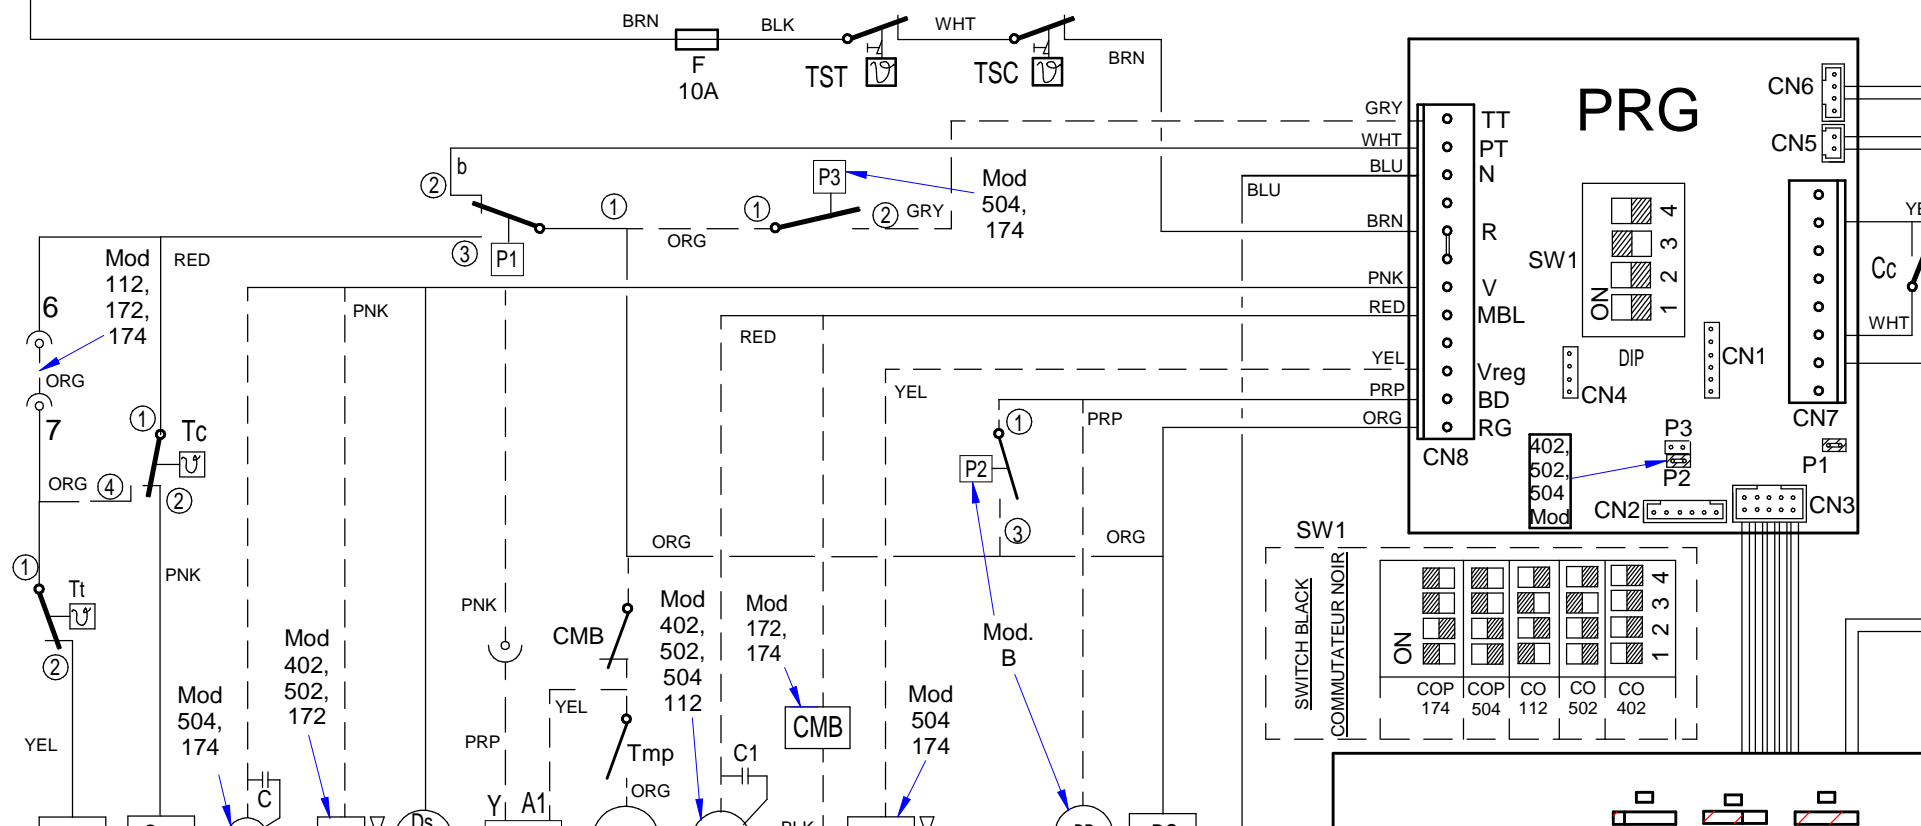 BRN
BLK
WHT
F
10A
TST
TSC
BRN
PRG
CN6
CN5
GRY
TT
WHT
PT
BLU
N
BLU
BRN
R
PNK
V
RED
MBL
YEL
Vreg
PRP
BD
ORG
RG
CN8
b
2
1
1
2
3
P1
P3
ORG
GRY
Mod
504,
174
SW1
ON
4
3
2
1
DIP
CN4
CN1
CN7
Cc
WHT
402,
502,
504
Mod
P3
P2
P1
CN2
CN3
Mod
112,
172,
174
RED
6
ORG
7
1
Tc
ORG
4
2
PNK
1
Tt
2
YEL
PNK
RED
YEL
PRP
1
P2
3
ORG
ORG
PNK
CMB
Mod
402,
502,
504
112
Mod
172,
174
Mod.
B
Mod
504,
174
Mod
402,
502,
172
YEL
CMB
Mod
504
174
PRP
Tmp
C1
ORG
C
Ds
Y
A1
SW1
SWITCH BLACK
COMMUTATEUR NOIR
ON
4
3
2
1
COP
174
COP
504
CO
112
CO
502
CO
402